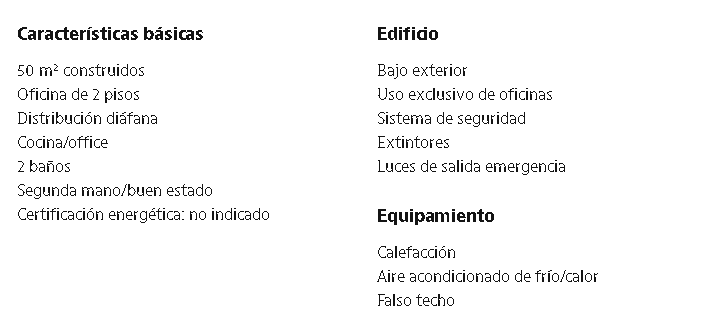 Características básicas
50 m² construidos
Oficina de 2 pisos
Distribución diáfana
Cocina/office
2 baños
Segunda mano/buen estado
Certificación energética: no indicado
Edificio
Bajo exterior
Uso exclusivo de oficinas
Sistema de seguridad
Extintores
Luces de salida emergencia
Equipamiento
Calefacción
Aire acondicionado de frío/calor
Falso techo